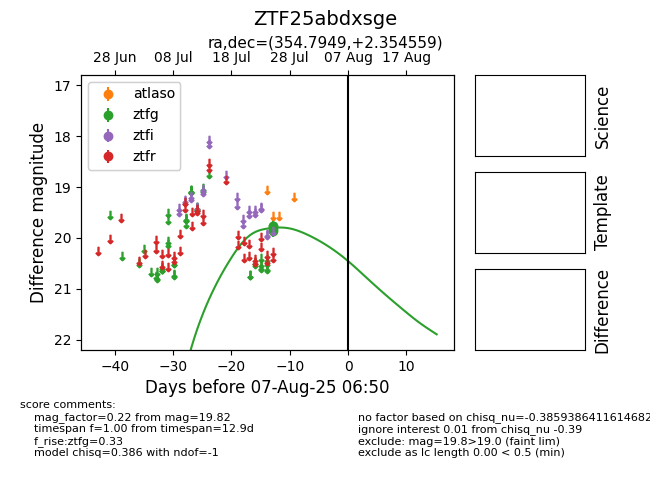 ZTF25abdxsge
ra,dec=(354.7949,+2.354559)
28 Jun 08 Jul 18 Jul 28 Jul 07 Aug 17 Aug
17
18
19
20
21
22
Difference magnitude
atlaso
ztfg
ztfi
ztfr
−40 −30 −20 −10 0 10
Days before 07-Aug-25 06:50
Science
Template
Difference
score comments:
mag_factor=0.22 from mag=19.82
timespan f=1.00 from timespan=12.9d
f_rise:ztfg=0.33
model chisq=0.386 with ndof=-1
no factor based on chisq_nu=-0.3859386411614682
ignore interest 0.01 from chisq_nu -0.39
exclude: mag=19.8>19.0 (faint lim)
exclude as lc length 0.00 < 0.5 (min)